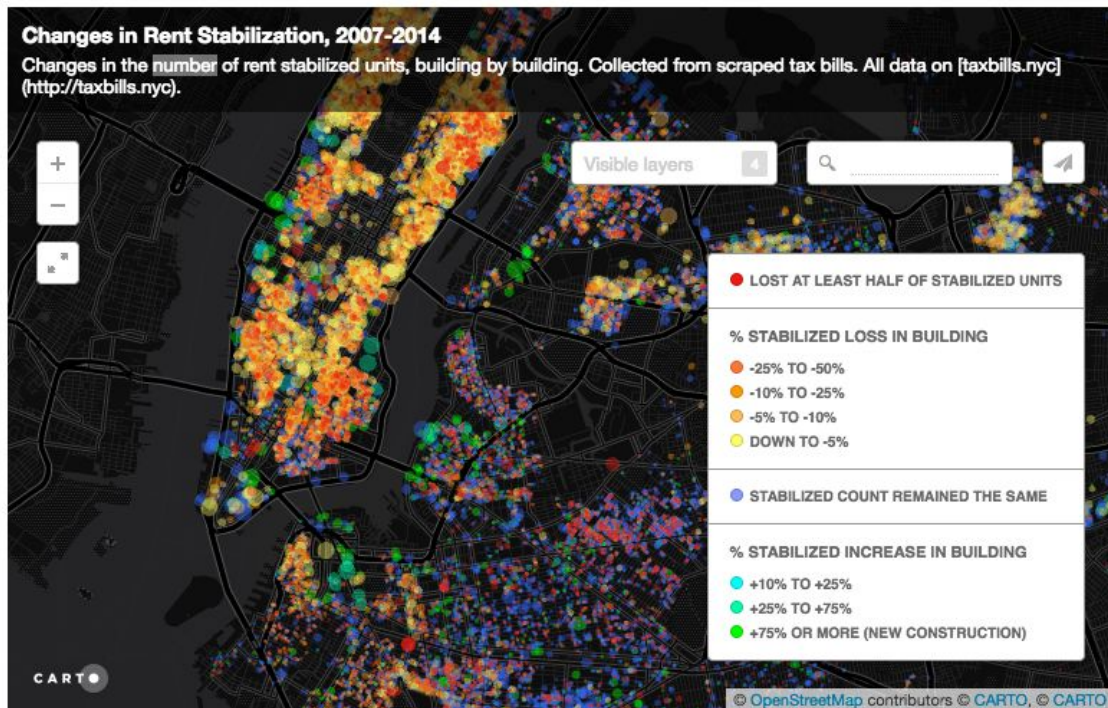 Changes in Rent Stabilization, 2007-2014
Changes in the number of rent stabilized units, building by building. Collected from scraped tax bills. All data on [taxbills.nyc]
(http://taxbills.nyc).
+
Visible layers 4
−
LOST AT LEAST HALF OF STABILIZED UNITS
% STABILIZED LOSS IN BUILDING
-25% TO -50%
-10% TO -25%
-5% TO -10%
DOWN TO -5%
STABILIZED COUNT REMAINED THE SAME
% STABILIZED INCREASE IN BUILDING
+10% TO +25%
+25% TO +75%
+75% OR MORE (NEW CONSTRUCTION)
CARTO
© OpenStreetMap contributors © CARTO, © CARTO